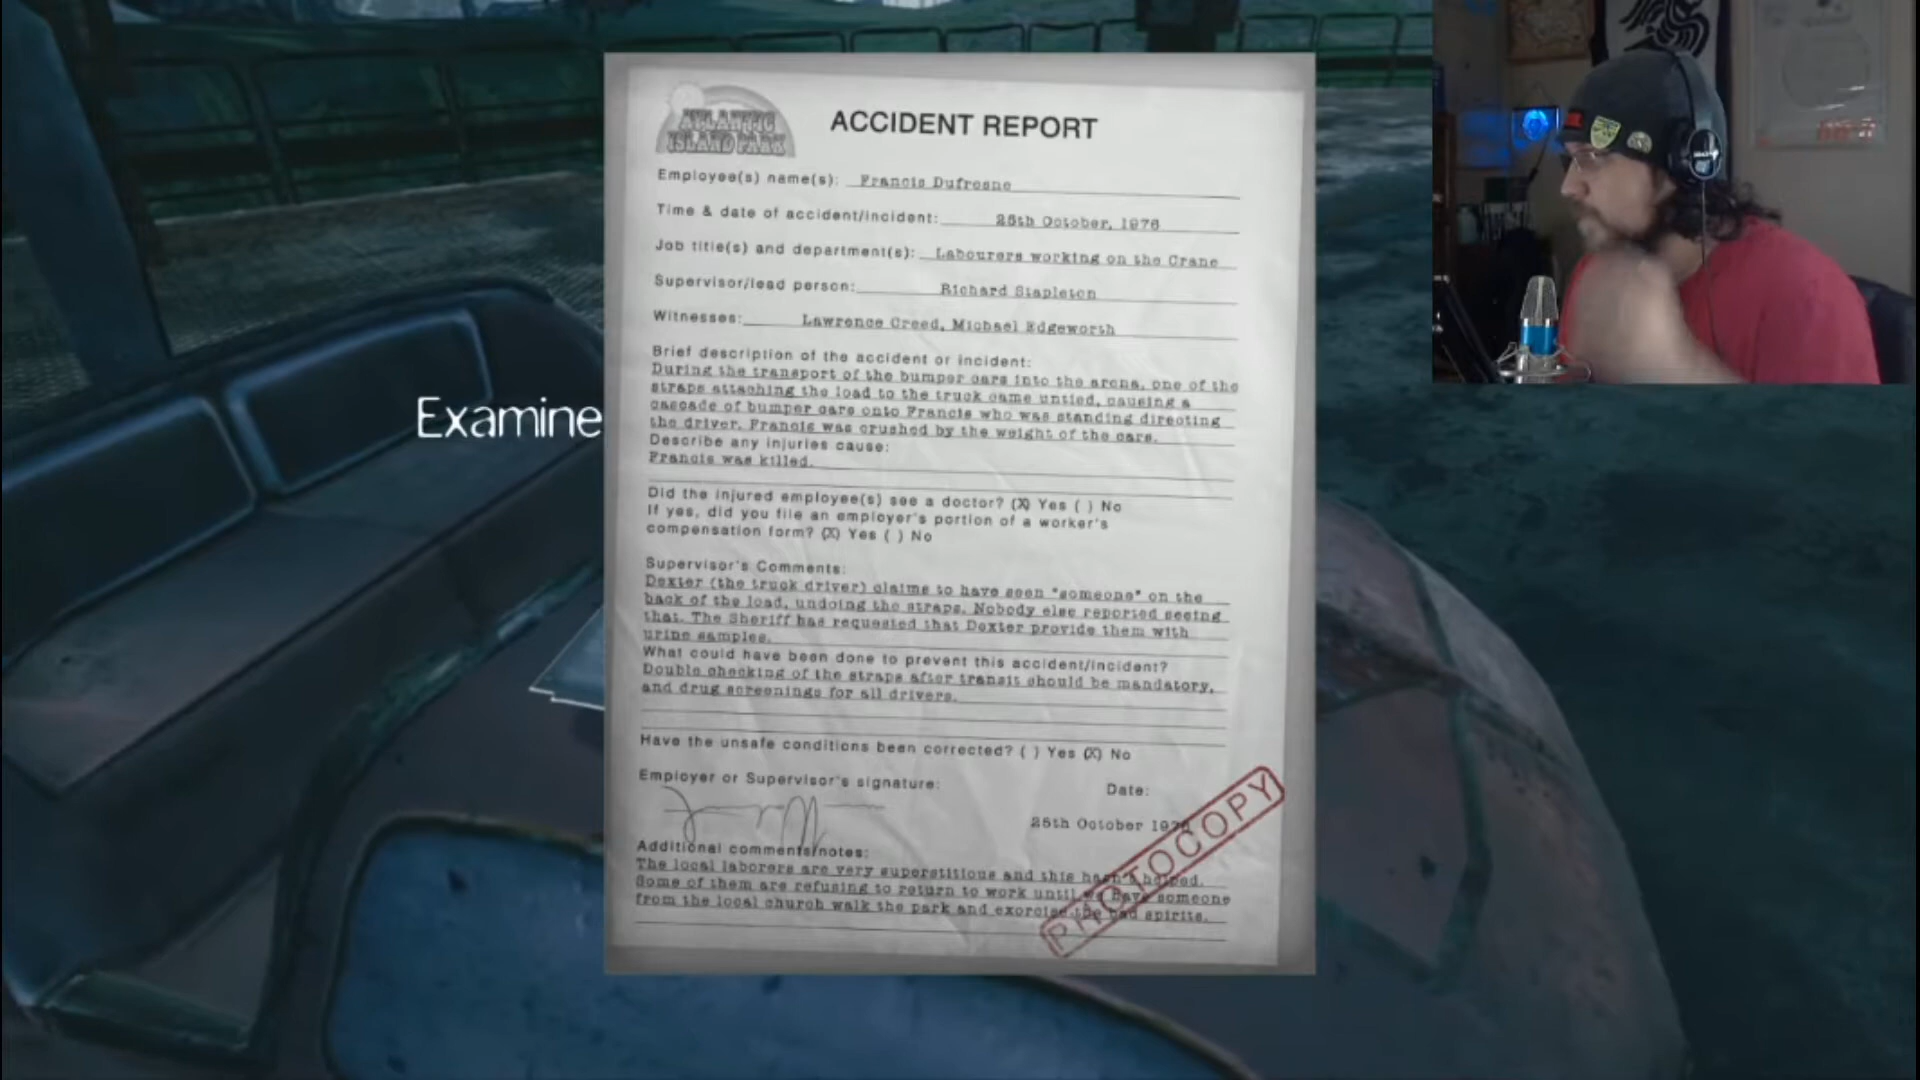 ATLANTIC
ISLAND PARK
ACCIDENT REPORT
Employee(s) name(s): Francis Dufresne
Time & date of accident/incident: 25th October, 1976
Job title(s) and department(s): Labourers working on the Crane
Supervisor/lead person: Richard Stapleton
Witnesses: Lawrence Creed, Michael Edgeworth
Brief description of the accident or incident:
During the transport of the bumper cars into the arena, one of the
straps attaching the load to the truck came untied, causing a
cascade of bumper cars onto Francis who was standing directing
the driver. Francis was crushed by the weight of the cars.
Describe any injuries cause:
Francis was killed.
Examine
Did the injured employee(s) see a doctor? (X) Yes ( ) No
If yes, did you file an employer's portion of a worker's
compensation form? (X) Yes ( ) No
Supervisor's Comments:
Dexter (the truck driver) claims to have seen "someone" on the
back of the load, undoing the straps. Nobody else reported seeing
that. The Sheriff has requested that Dexter provide them with
urine samples.
What could have been done to prevent this accident/incident?
Double checking of the straps after transit should be mandatory,
and drug screenings for all drivers.
Have the unsafe conditions been corrected? ( ) Yes (X) No
Employer or Supervisor's signature:
Date:
25th October 1976
Additional comments/notes:
The local laborers are very superstitious and this hasn't helped.
Some of them are refusing to return to work until we have someone
from the local church walk the park and exorcise the bad spirits.
PHOTOCOPY